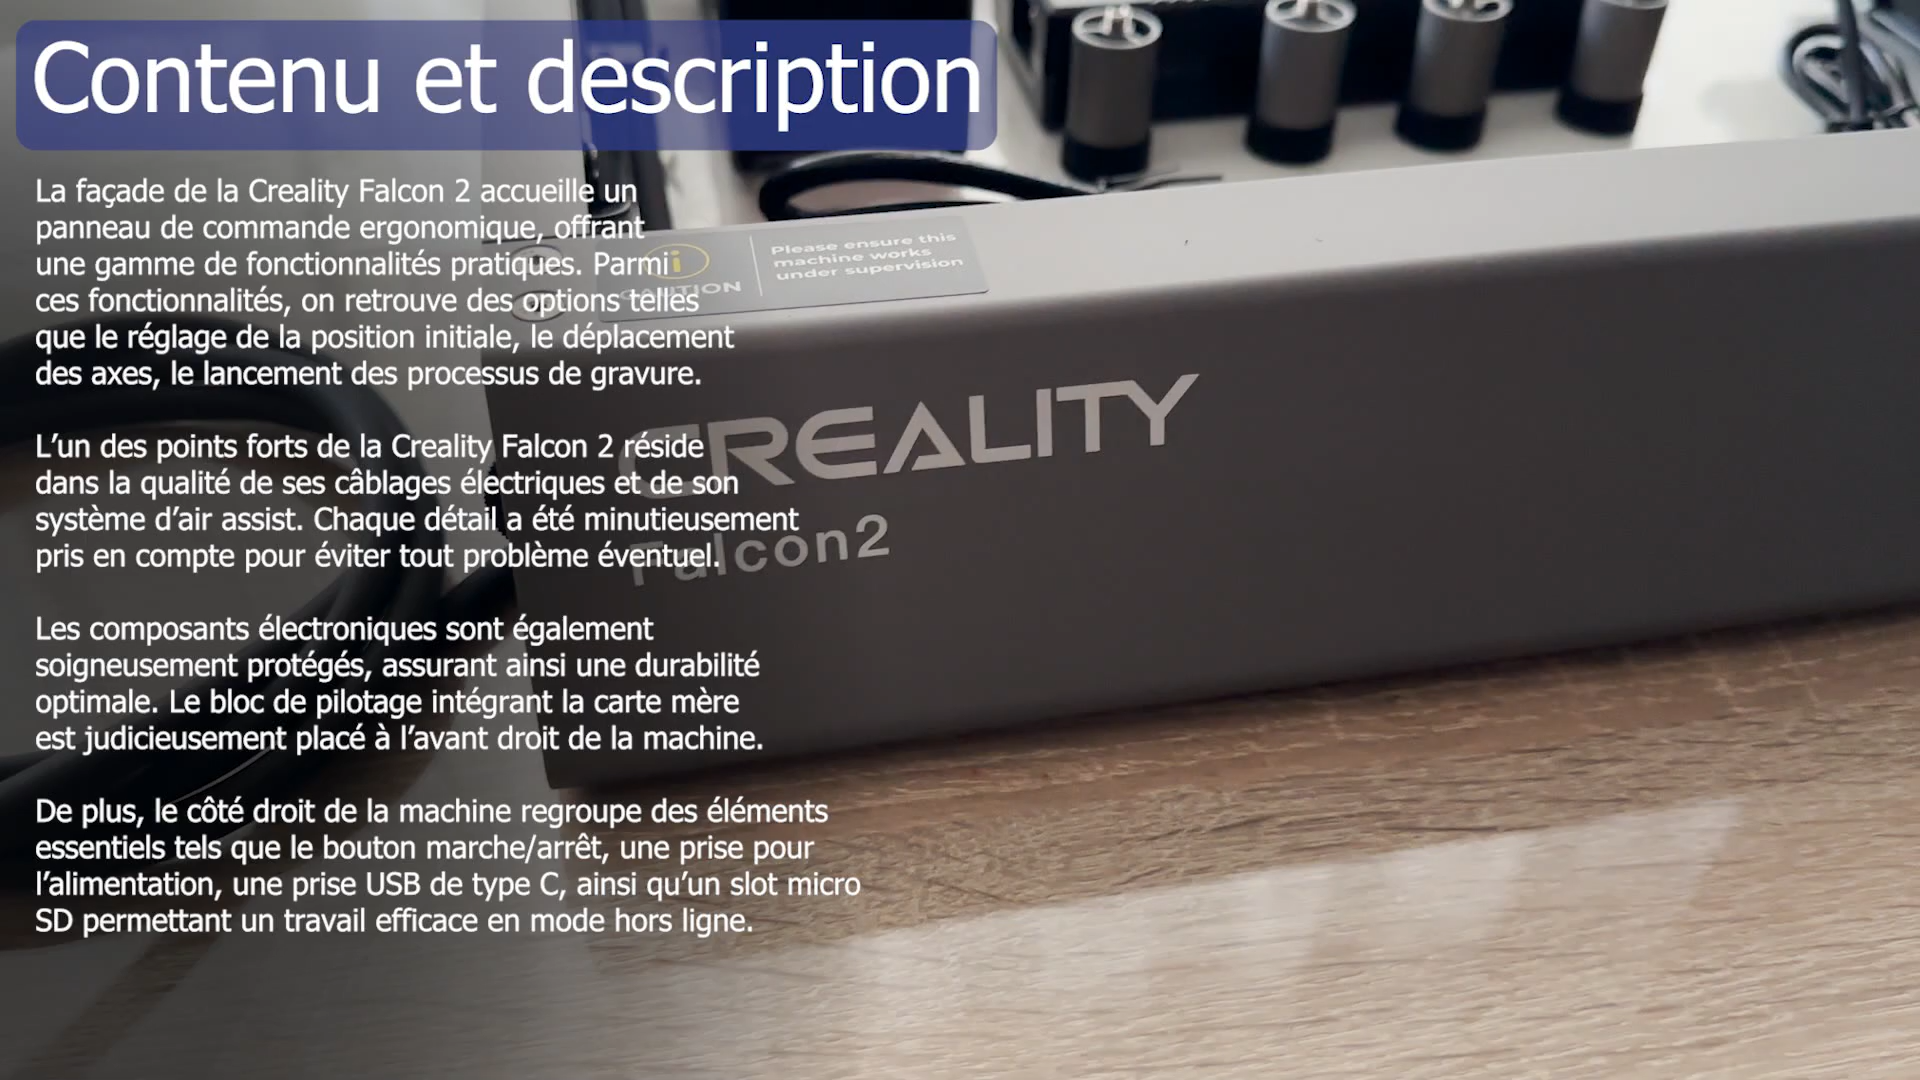 Contenu et description
La façade de la Creality Falcon 2 accueille un
panneau de commande ergonomique, offrant
une gamme de fonctionnalités pratiques. Parmi
ces fonctionnalités, on retrouve des options telles
que le réglage de la position initiale, le déplacement
des axes, le lancement des processus de gravure.
L’un des points forts de la Creality Falcon 2 réside
dans la qualité de ses câblages électriques et de son
système d’air assist. Chaque détail a été minutieusement
pris en compte pour éviter tout problème éventuel.
Les composants électroniques sont également
soigneusement protégés, assurant ainsi une durabilité
optimale. Le bloc de pilotage intégrant la carte mère
est judicieusement placé à l’avant droit de la machine.
De plus, le côté droit de la machine regroupe des éléments
essentiels tels que le bouton marche/arrêt, une prise pour
l’alimentation, une prise USB de type C, ainsi qu’un slot micro
SD permettant un travail efficace en mode hors ligne.
CAUTION
Please ensure this
machine works
under supervision
CREALITY
Falcon2